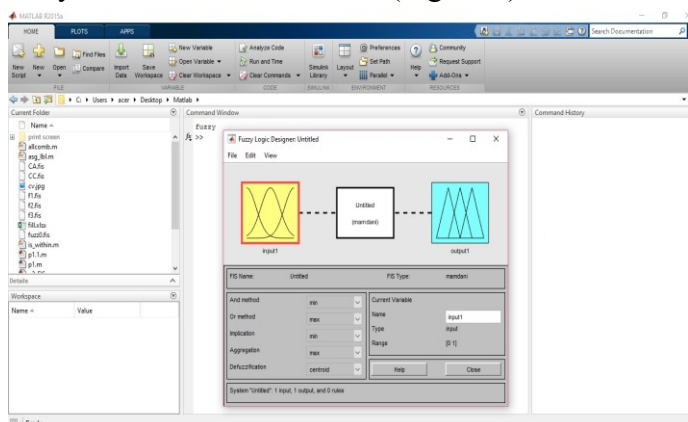 MATLAB R2015a
HOME PLOTS APPS
Search Documentation
New Script New Open Find Files Compare Import Data Save Workspace New Variable Open Variable Clear Workspace Analyze Code Run and Time Clear Commands Simulink Library Layout Preferences Set Path Parallel Help Community Request Support Add-Ons
FILE VARIABLE CODE SIMULINK ENVIRONMENT RESOURCES
C: Users acer Desktop Matlab
Current Folder
Name
print screen
allcomb.m
asg_lbl.m
CA.fis
CC.fis
cv.jpg
f1.fis
f2.fis
f3.fis
fill.xlsx
fuzz0.fis
is_within.m
p1.1.m
p1.m
Details
Workspace
Name Value
Command Window
fuzzy
fx >>
Fuzzy Logic Designer: Untitled
File Edit View
input1
Untitled
(mamdani)
output1
FIS Name: Untitled FIS Type: mamdani
And method min
Or method max
Implication min
Aggregation max
Defuzzification centroid
Current Variable
Name input1
Type input
Range [0 1]
Help Close
System "Untitled": 1 input, 1 output, and 0 rules
Command History